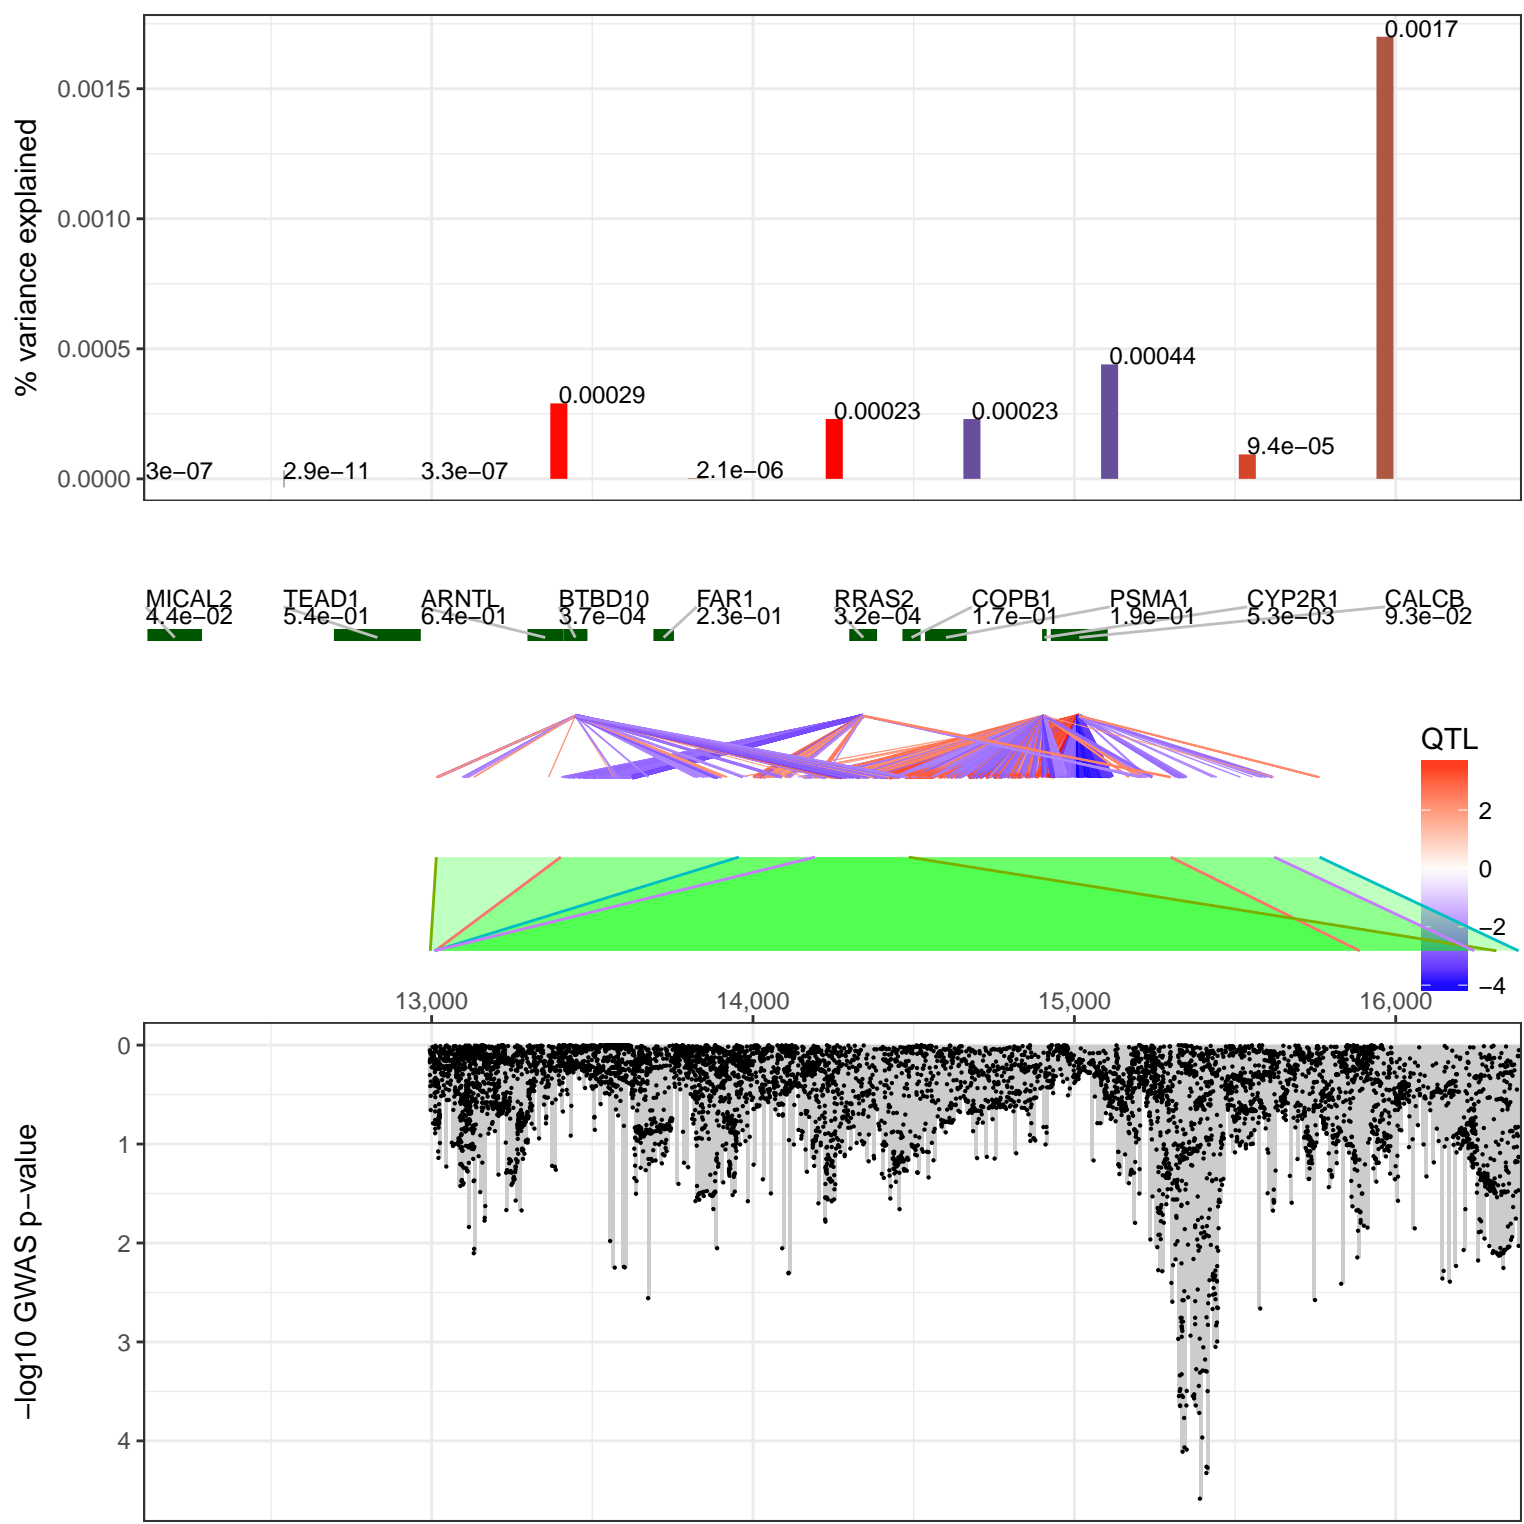 % variance explained
0.0015
0.0010
0.0005
0.0000
3e−07
2.9e−11
3.3e−07
0.00029
2.1e−06
0.00023
0.00023
0.00044
9.4e−05
0.0017
MICAL2 TEAD1 ARNTL BTBD10 FAR1 RRAS2 COPB1 PSMA1 CYP2R1 CALCB
4.4e−02 5.4e−01 6.4e−01 3.7e−04 2.3e−01 3.2e−04 1.7e−01 1.9e−01 5.3e−03 9.3e−02
QTL
2
0
−2
−4
13,000 14,000 15,000 16,000
−log10 GWAS p−value
0
1
2
3
4